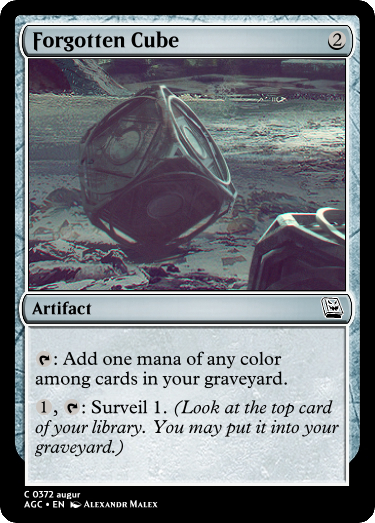 Forgotten Cube 2
Artifact
T: Add one mana of any color
among cards in your graveyard.
1, T: Surveil 1. (Look at the top card
of your library. You may put it into your
graveyard.)
C 0372 augur
AGC • EN Alexandr Malex